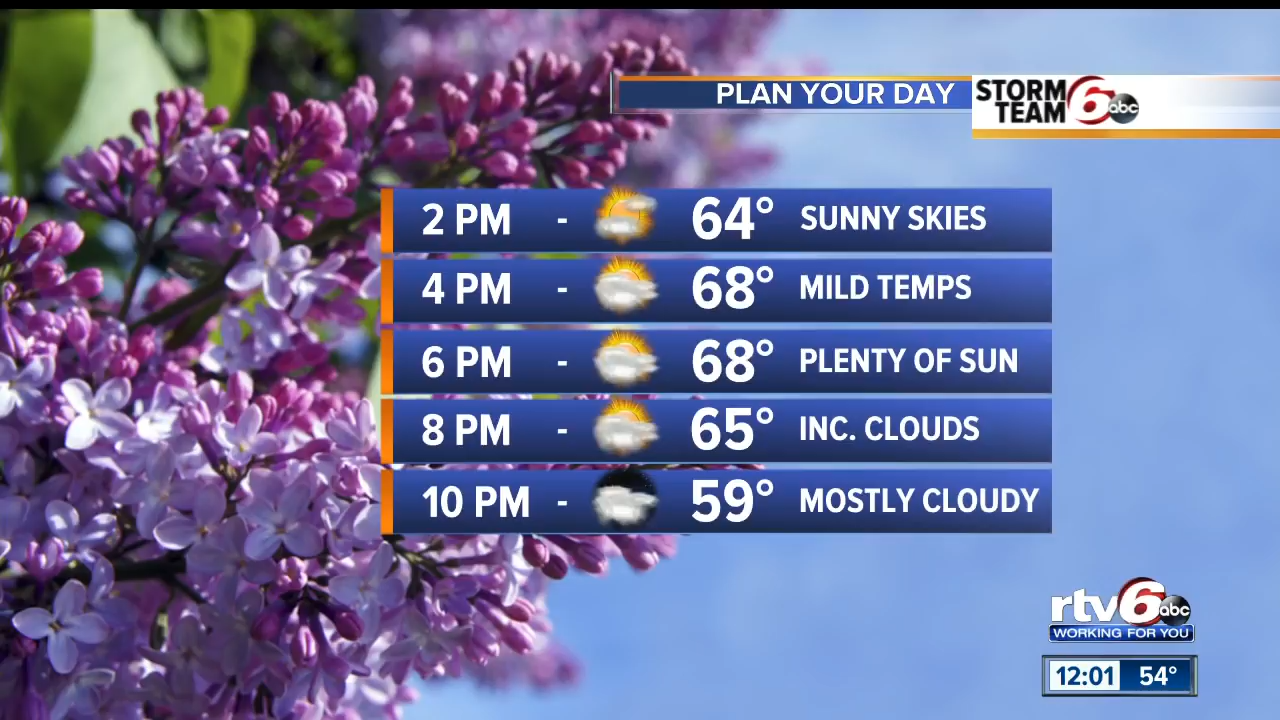 PLAN YOUR DAY
STORM
TEAM 6 abc
2 PM - 64° SUNNY SKIES
4 PM - 68° MILD TEMPS
6 PM - 68° PLENTY OF SUN
8 PM - 65° INC. CLOUDS
10 PM - 59° MOSTLY CLOUDY
rtv6 abc
WORKING FOR YOU
12:01 54°